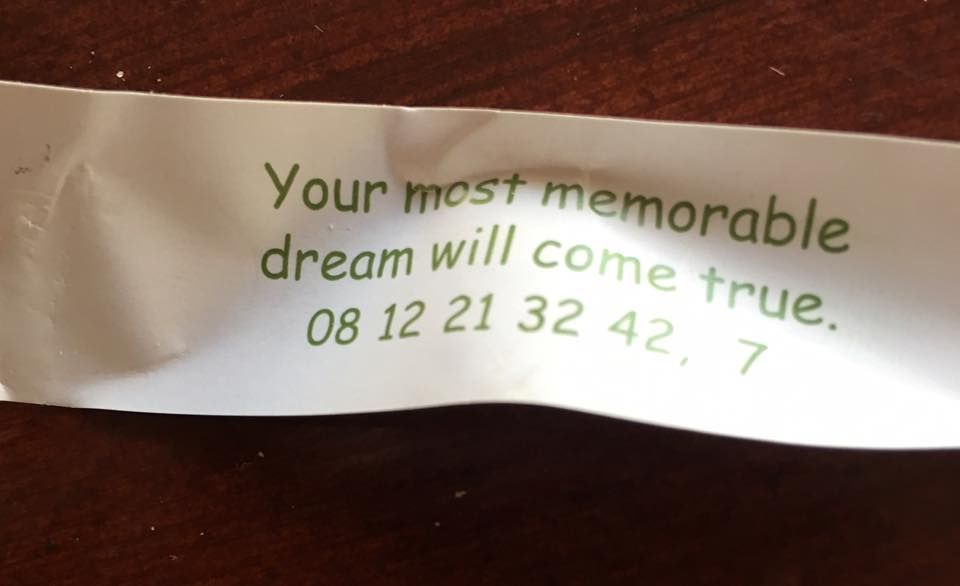 Your most memorable
dream will come true.
08 12 21 32 42, 7